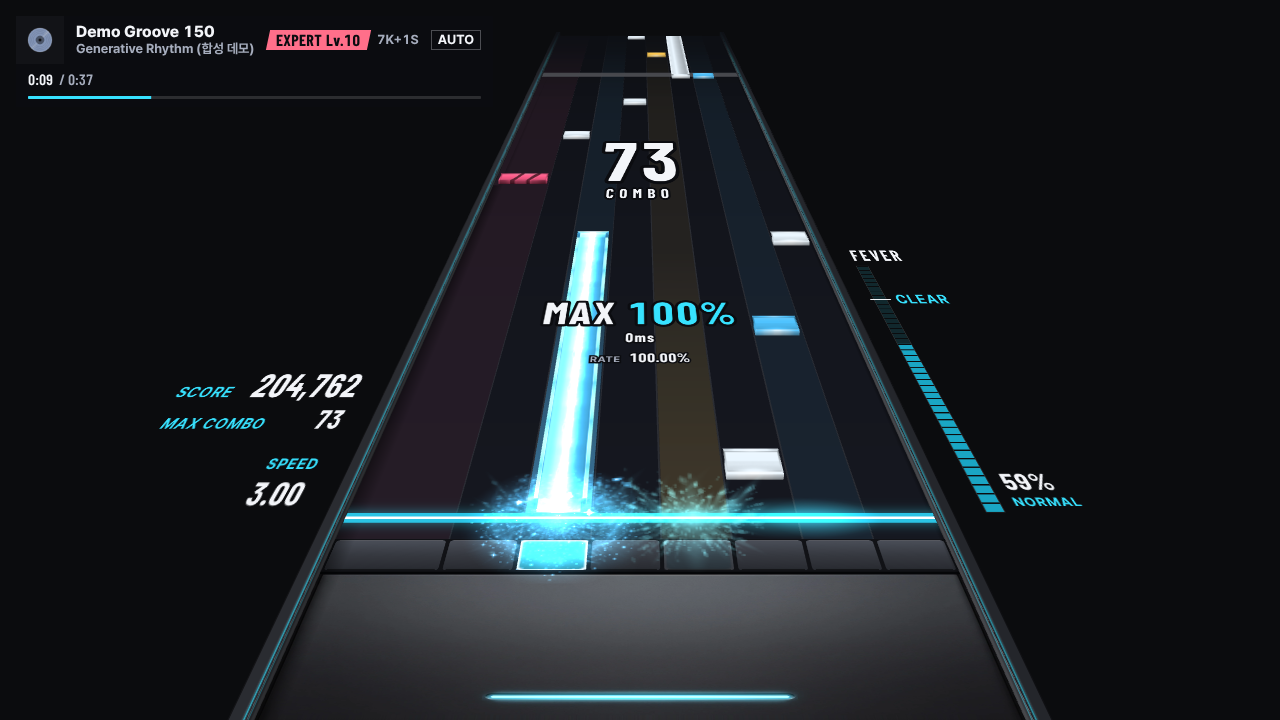 Demo Groove 150
Generative Rhythm (합성 데모)
EXPERT Lv.10
7K+1S
AUTO
0:09 / 0:37
73
COMBO
MAX 100%
0ms
RATE 100.00%
SCORE 204,762
MAX COMBO 73
SPEED
3.00
FEVER
CLEAR
59%
NORMAL